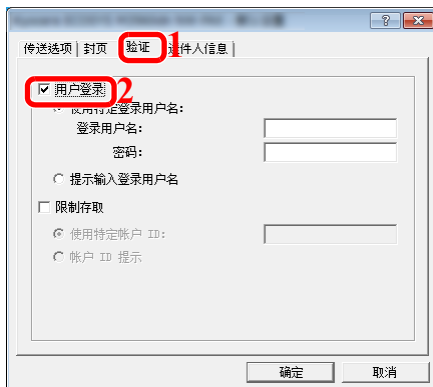 传送选项 封页 验证 1 件人信息
用户登录 2
使用特定登录用户名:
登录用户名:
密码:
提示输入登录用户名
限制存取
使用特定帐户 ID:
帐户 ID 提示
确定 取消